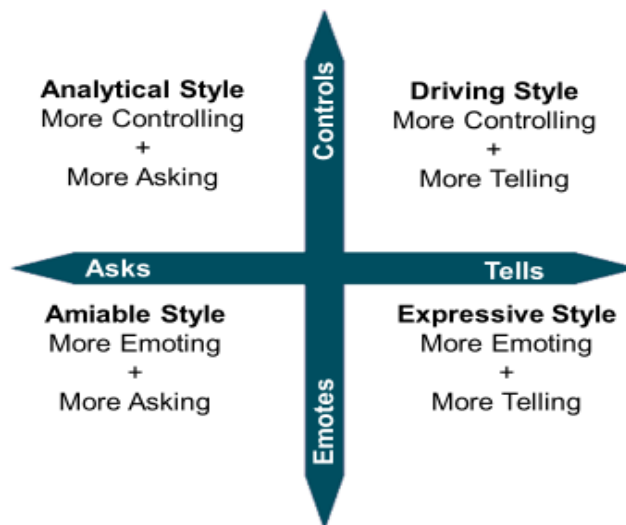 Controls
Analytical Style
More Controlling
+
More Asking
Driving Style
More Controlling
+
More Telling
Asks
Tells
Amiable Style
More Emoting
+
More Asking
Expressive Style
More Emoting
+
More Telling
Emotes